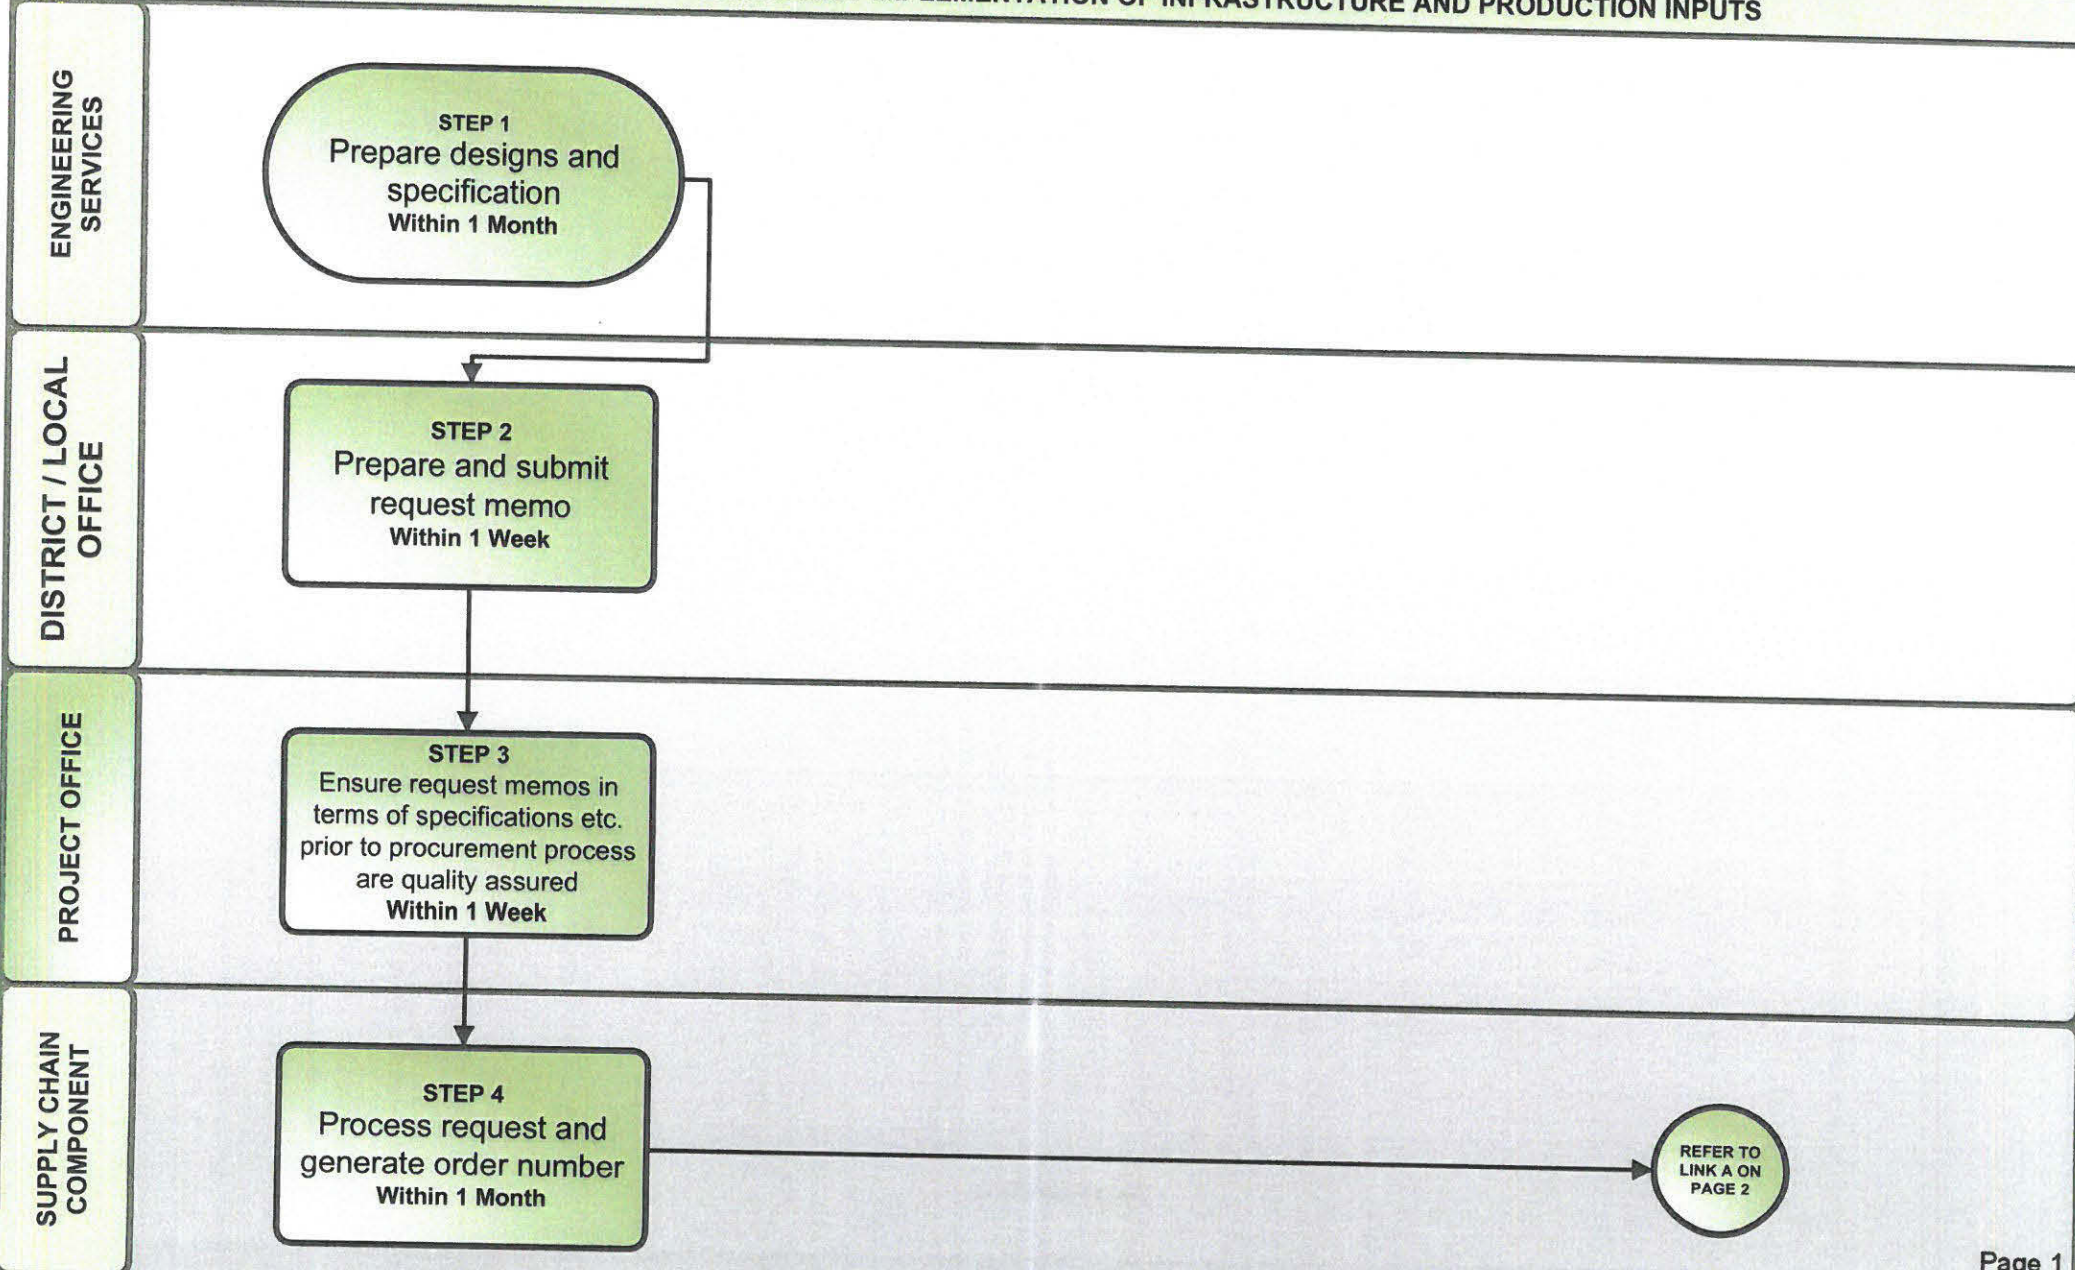 OF INFRASTRUCTURE AND PRODUCTION INPUTS
ENGINEERING
SERVICES
STEP 1
Prepare designs and
specification
Within 1 Month
DISTRICT / LOCAL
OFFICE
STEP 2
Prepare and submit
request memo
Within 1 Week
PROJECT OFFICE
STEP 3
Ensure request memos in
terms of specifications etc.
prior to procurement process
are quality assured
Within 1 Week
SUPPLY CHAIN
COMPONENT
STEP 4
Process request and
generate order number
Within 1 Month
REFER TO
LINK A ON
PAGE 2
Page 1